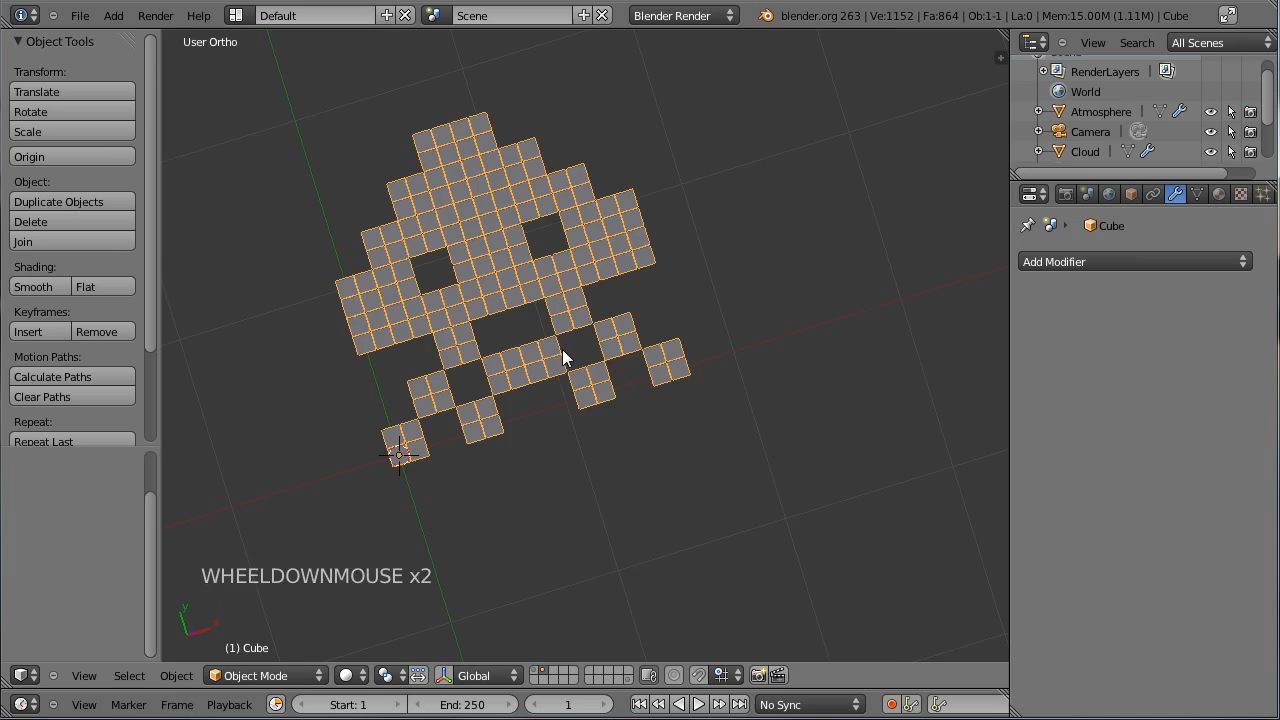 File Add Render Help Default Scene Blender Render blender.org 263 | Ve:1152 | Fa:864 | Ob:1-1 | La:0 | Mem:15.00M (1.11M) | Cube
Object Tools
Transform:
Translate
Rotate
Scale
Origin
Object:
Duplicate Objects
Delete
Join
Shading:
Smooth Flat
Keyframes:
Insert Remove
Motion Paths:
Calculate Paths
Clear Paths
Repeat:
Repeat Last
User Ortho
WHEELDOWNMOUSE x2
y
x
(1) Cube
View Search All Scenes
RenderLayers |
World
Atmosphere |
Camera |
Cloud |
Cube
Add Modifier
View Select Object Object Mode Global
View Marker Frame Playback Start: 1 End: 250 1 No Sync